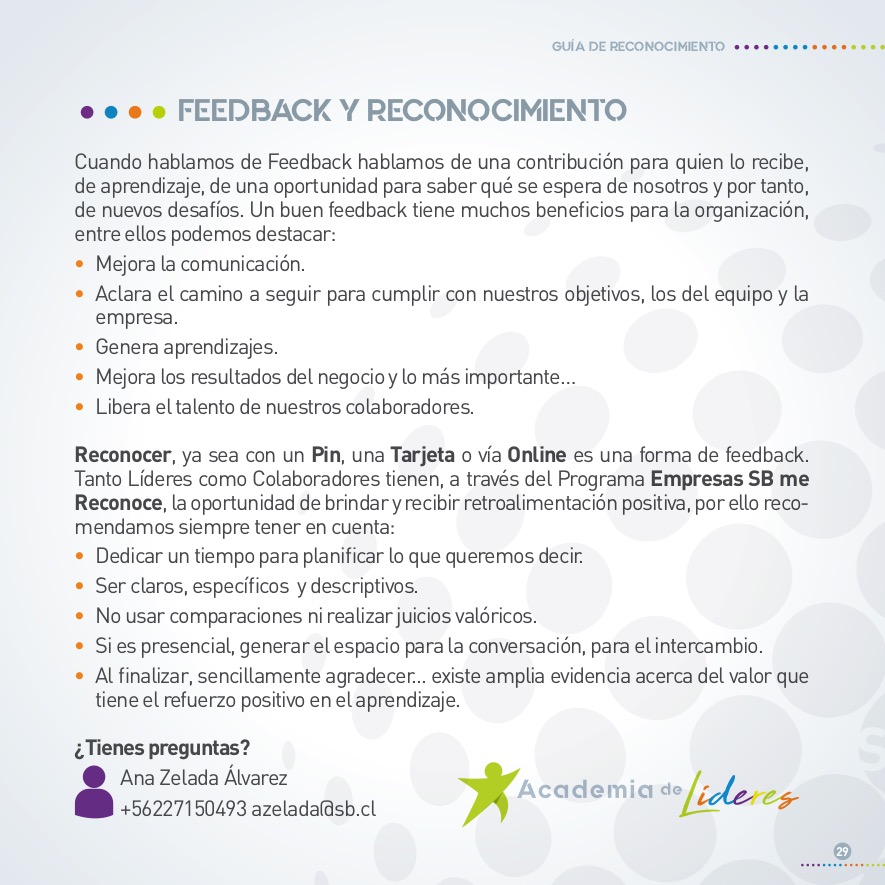 GUÍA DE RECONOCIMIENTO
FEEDBACK Y RECONOCIMIENTO
Cuando hablamos de Feedback hablamos de una contribución para quien lo recibe,
de aprendizaje, de una oportunidad para saber qué se espera de nosotros y por tanto,
de nuevos desafíos. Un buen feedback tiene muchos beneficios para la organización,
entre ellos podemos destacar:
• Mejora la comunicación.
• Aclara el camino a seguir para cumplir con nuestros objetivos, los del equipo y la
empresa.
• Genera aprendizajes.
• Mejora los resultados del negocio y lo más importante...
• Libera el talento de nuestros colaboradores.
Reconocer, ya sea con un Pin, una Tarjeta o vía Online es una forma de feedback.
Tanto Líderes como Colaboradores tienen, a través del Programa Empresas SB me
Reconoce, la oportunidad de brindar y recibir retroalimentación positiva, por ello reco-
mendamos siempre tener en cuenta:
• Dedicar un tiempo para planificar lo que queremos decir.
• Ser claros, específicos y descriptivos.
• No usar comparaciones ni realizar juicios valóricos.
• Si es presencial, generar el espacio para la conversación, para el intercambio.
• Al finalizar, sencillamente agradecer... existe amplia evidencia acerca del valor que
tiene el refuerzo positivo en el aprendizaje.
¿Tienes preguntas?
Ana Zelada Álvarez
+56227150493 azelada@sb.cl
Academia de Líderes
29